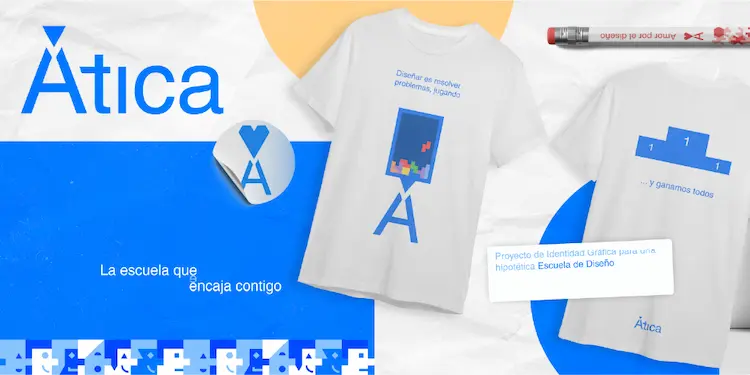 Ática
A
La escuela que
encaja contigo
Diseñar es resolver
problemas, jugando
A
Amor por el diseño
A
1
1
1
... y ganamos todos
Proyecto de Identidad Gráfica para una
hipotética Escuela de Diseño
Ática